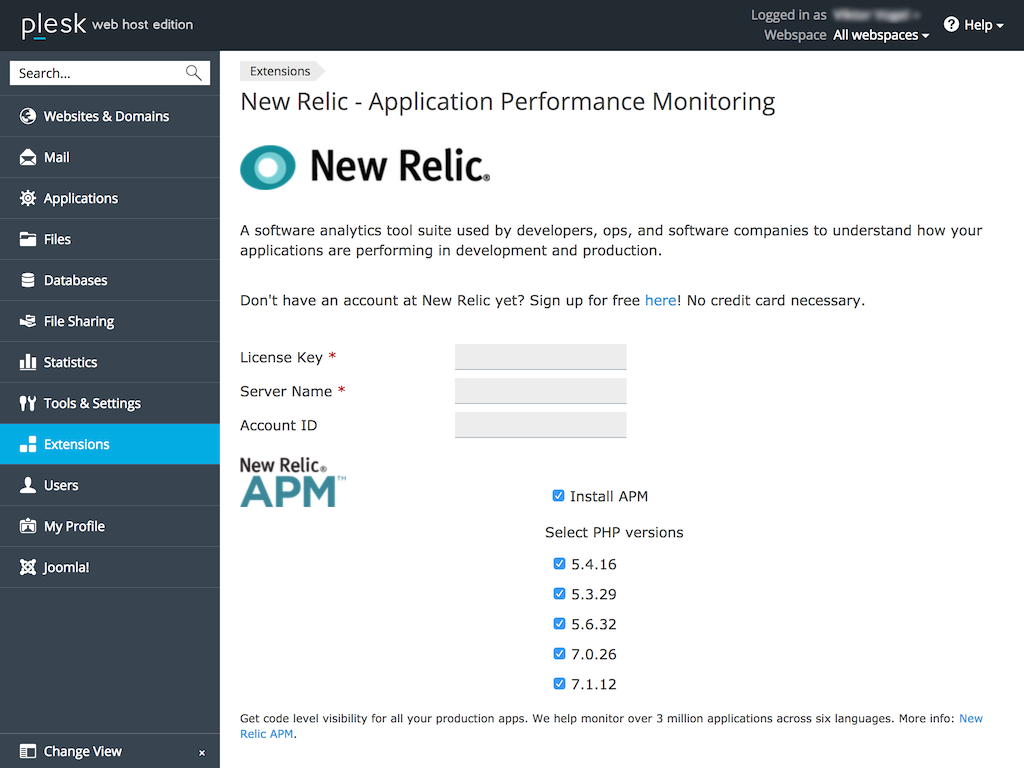 plesk web host edition
Logged in as
Webspace All webspaces
Help
Search...
Websites & Domains
Mail
Applications
Files
Databases
File Sharing
Statistics
Tools & Settings
Extensions
Users
My Profile
Joomla!
Change View ×
Extensions
New Relic - Application Performance Monitoring
New Relic®
A software analytics tool suite used by developers, ops, and software companies to understand how your
applications are performing in development and production.
Don't have an account at New Relic yet? Sign up for free here! No credit card necessary.
License Key *
Server Name *
Account ID
New Relic®
APM™
Install APM
Select PHP versions
5.4.16
5.3.29
5.6.32
7.0.26
7.1.12
Get code level visibility for all your production apps. We help monitor over 3 million applications across six languages. More info: New
Relic APM.